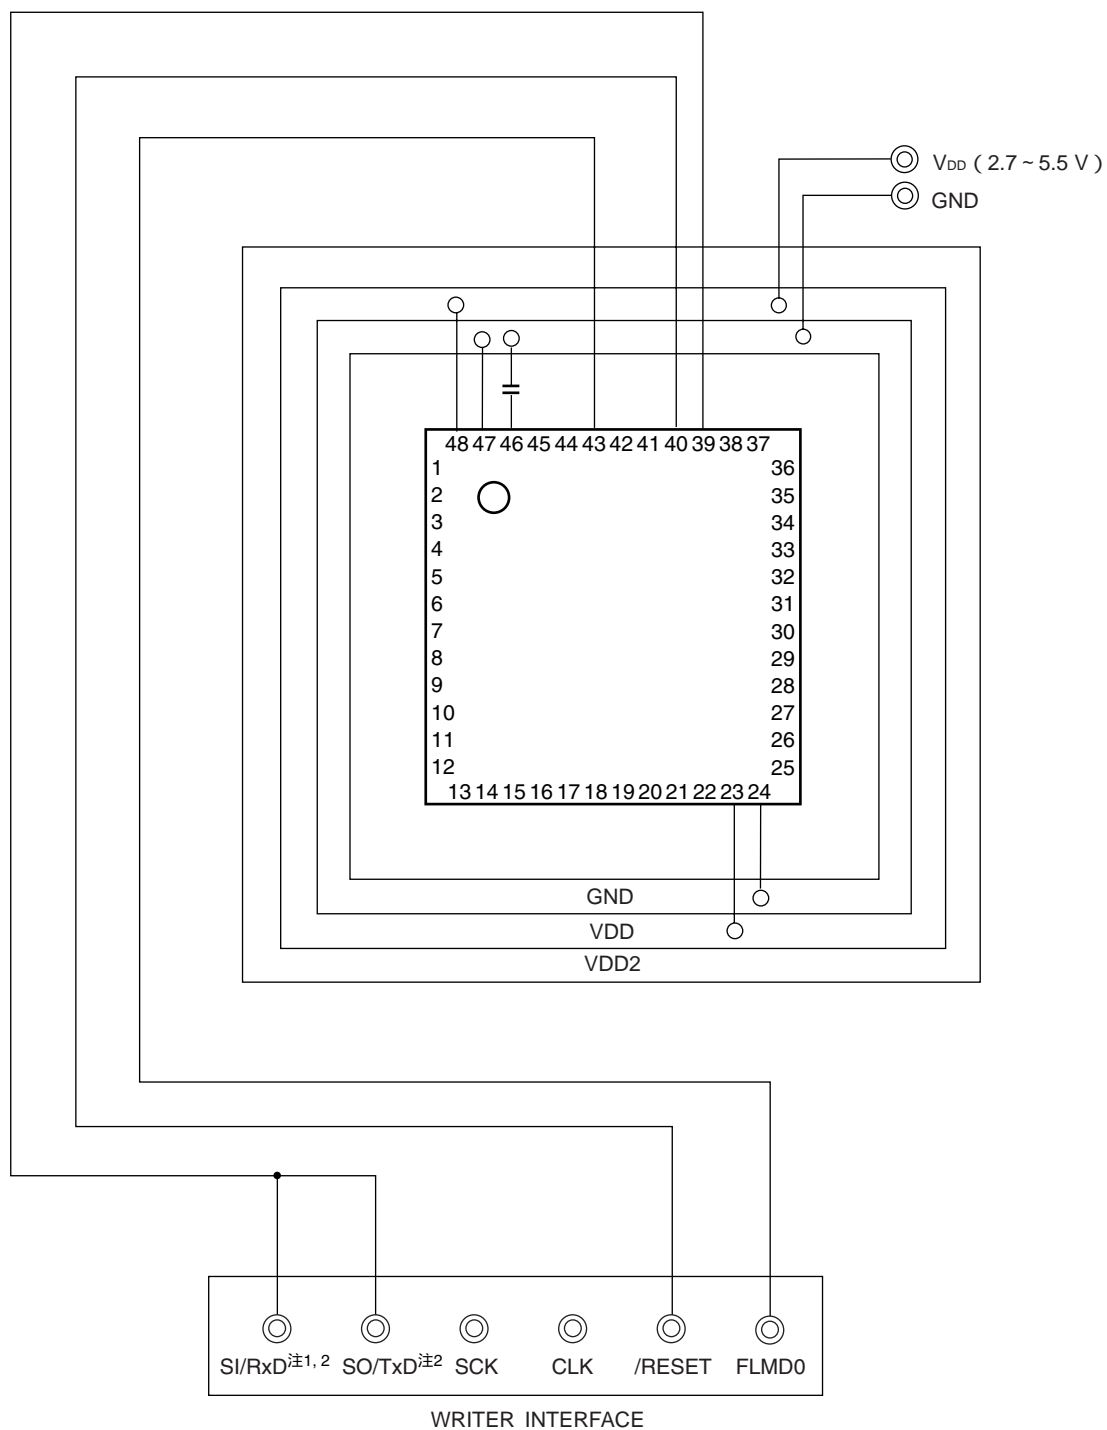 VDD ( 2.7 ~ 5.5 V )
GND
48 47 46 45 44 43 42 41 40 39 38 37
1
2
3
4
5
6
7
8
9
10
11
12
36
35
34
33
32
31
30
29
28
27
26
25
13 14 15 16 17 18 19 20 21 22 23 24
GND
VDD
VDD2
SI/RxD注1, 2 SO/TxD注2 SCK CLK /RESET FLMD0
WRITER INTERFACE